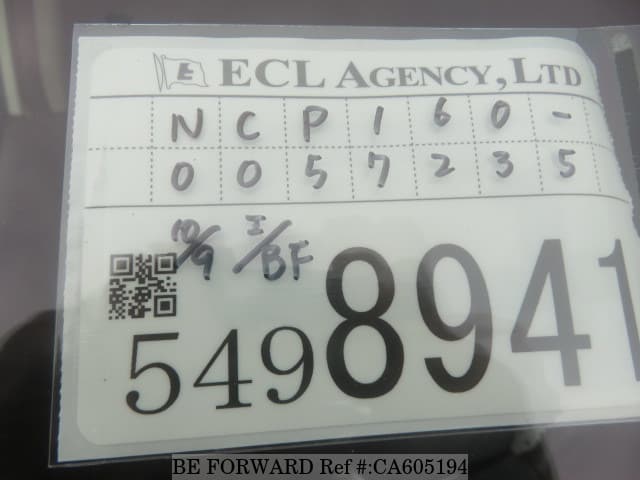 E ECL AGENCY, LTD
NCP160-
0057235
10/9 I/BF
5498941
BE FORWARD Ref #:CA605194